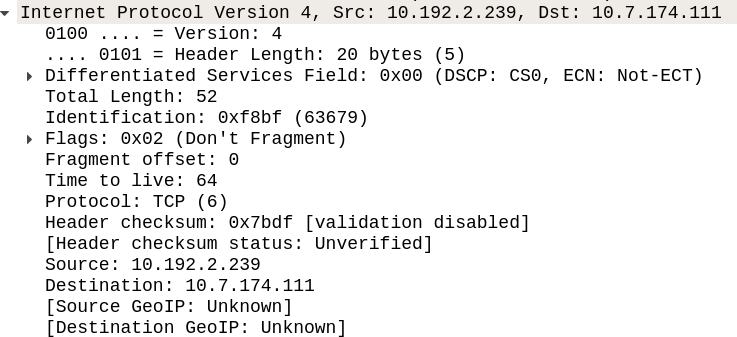 Internet Protocol Version 4, Src: 10.192.2.239, Dst: 10.7.174.111
0100 .... = Version: 4
.... 0101 = Header Length: 20 bytes (5)
Differentiated Services Field: 0x00 (DSCP: CS0, ECN: Not-ECT)
Total Length: 52
Identification: 0xf8bf (63679)
Flags: 0x02 (Don't Fragment)
Fragment offset: 0
Time to live: 64
Protocol: TCP (6)
Header checksum: 0x7bdf [validation disabled]
[Header checksum status: Unverified]
Source: 10.192.2.239
Destination: 10.7.174.111
[Source GeoIP: Unknown]
[Destination GeoIP: Unknown]